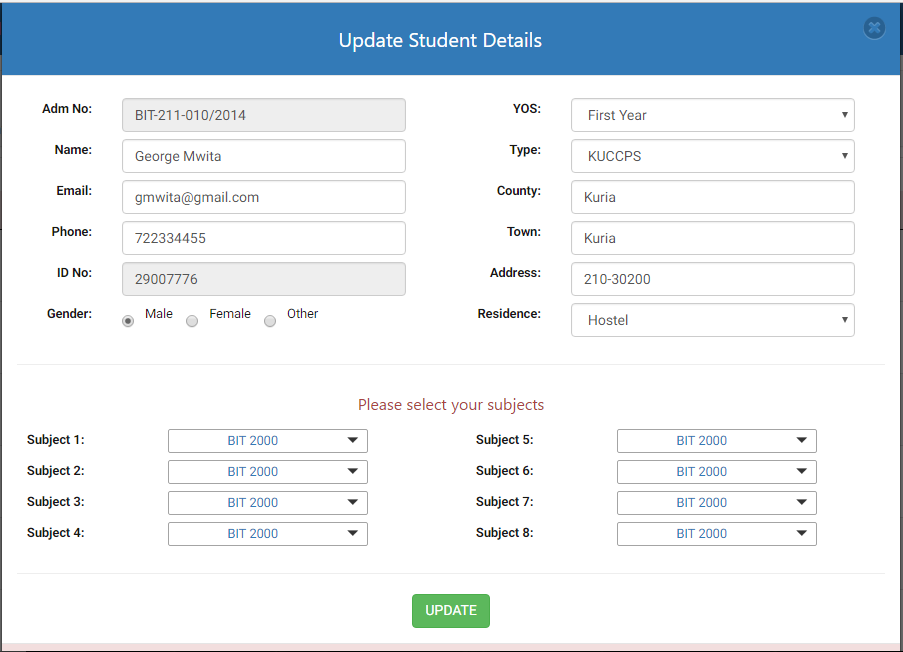 Update Student Details
Adm No: BIT-211-010/2014 YOS: First Year
Name: George Mwita Type: KUCCPS
Email: gmwita@gmail.com County: Kuria
Phone: 722334455 Town: Kuria
ID No: 29007776 Address: 210-30200
Gender: Male Female Other Residence: Hostel
Please select your subjects
Subject 1: BIT 2000 Subject 5: BIT 2000
Subject 2: BIT 2000 Subject 6: BIT 2000
Subject 3: BIT 2000 Subject 7: BIT 2000
Subject 4: BIT 2000 Subject 8: BIT 2000
UPDATE